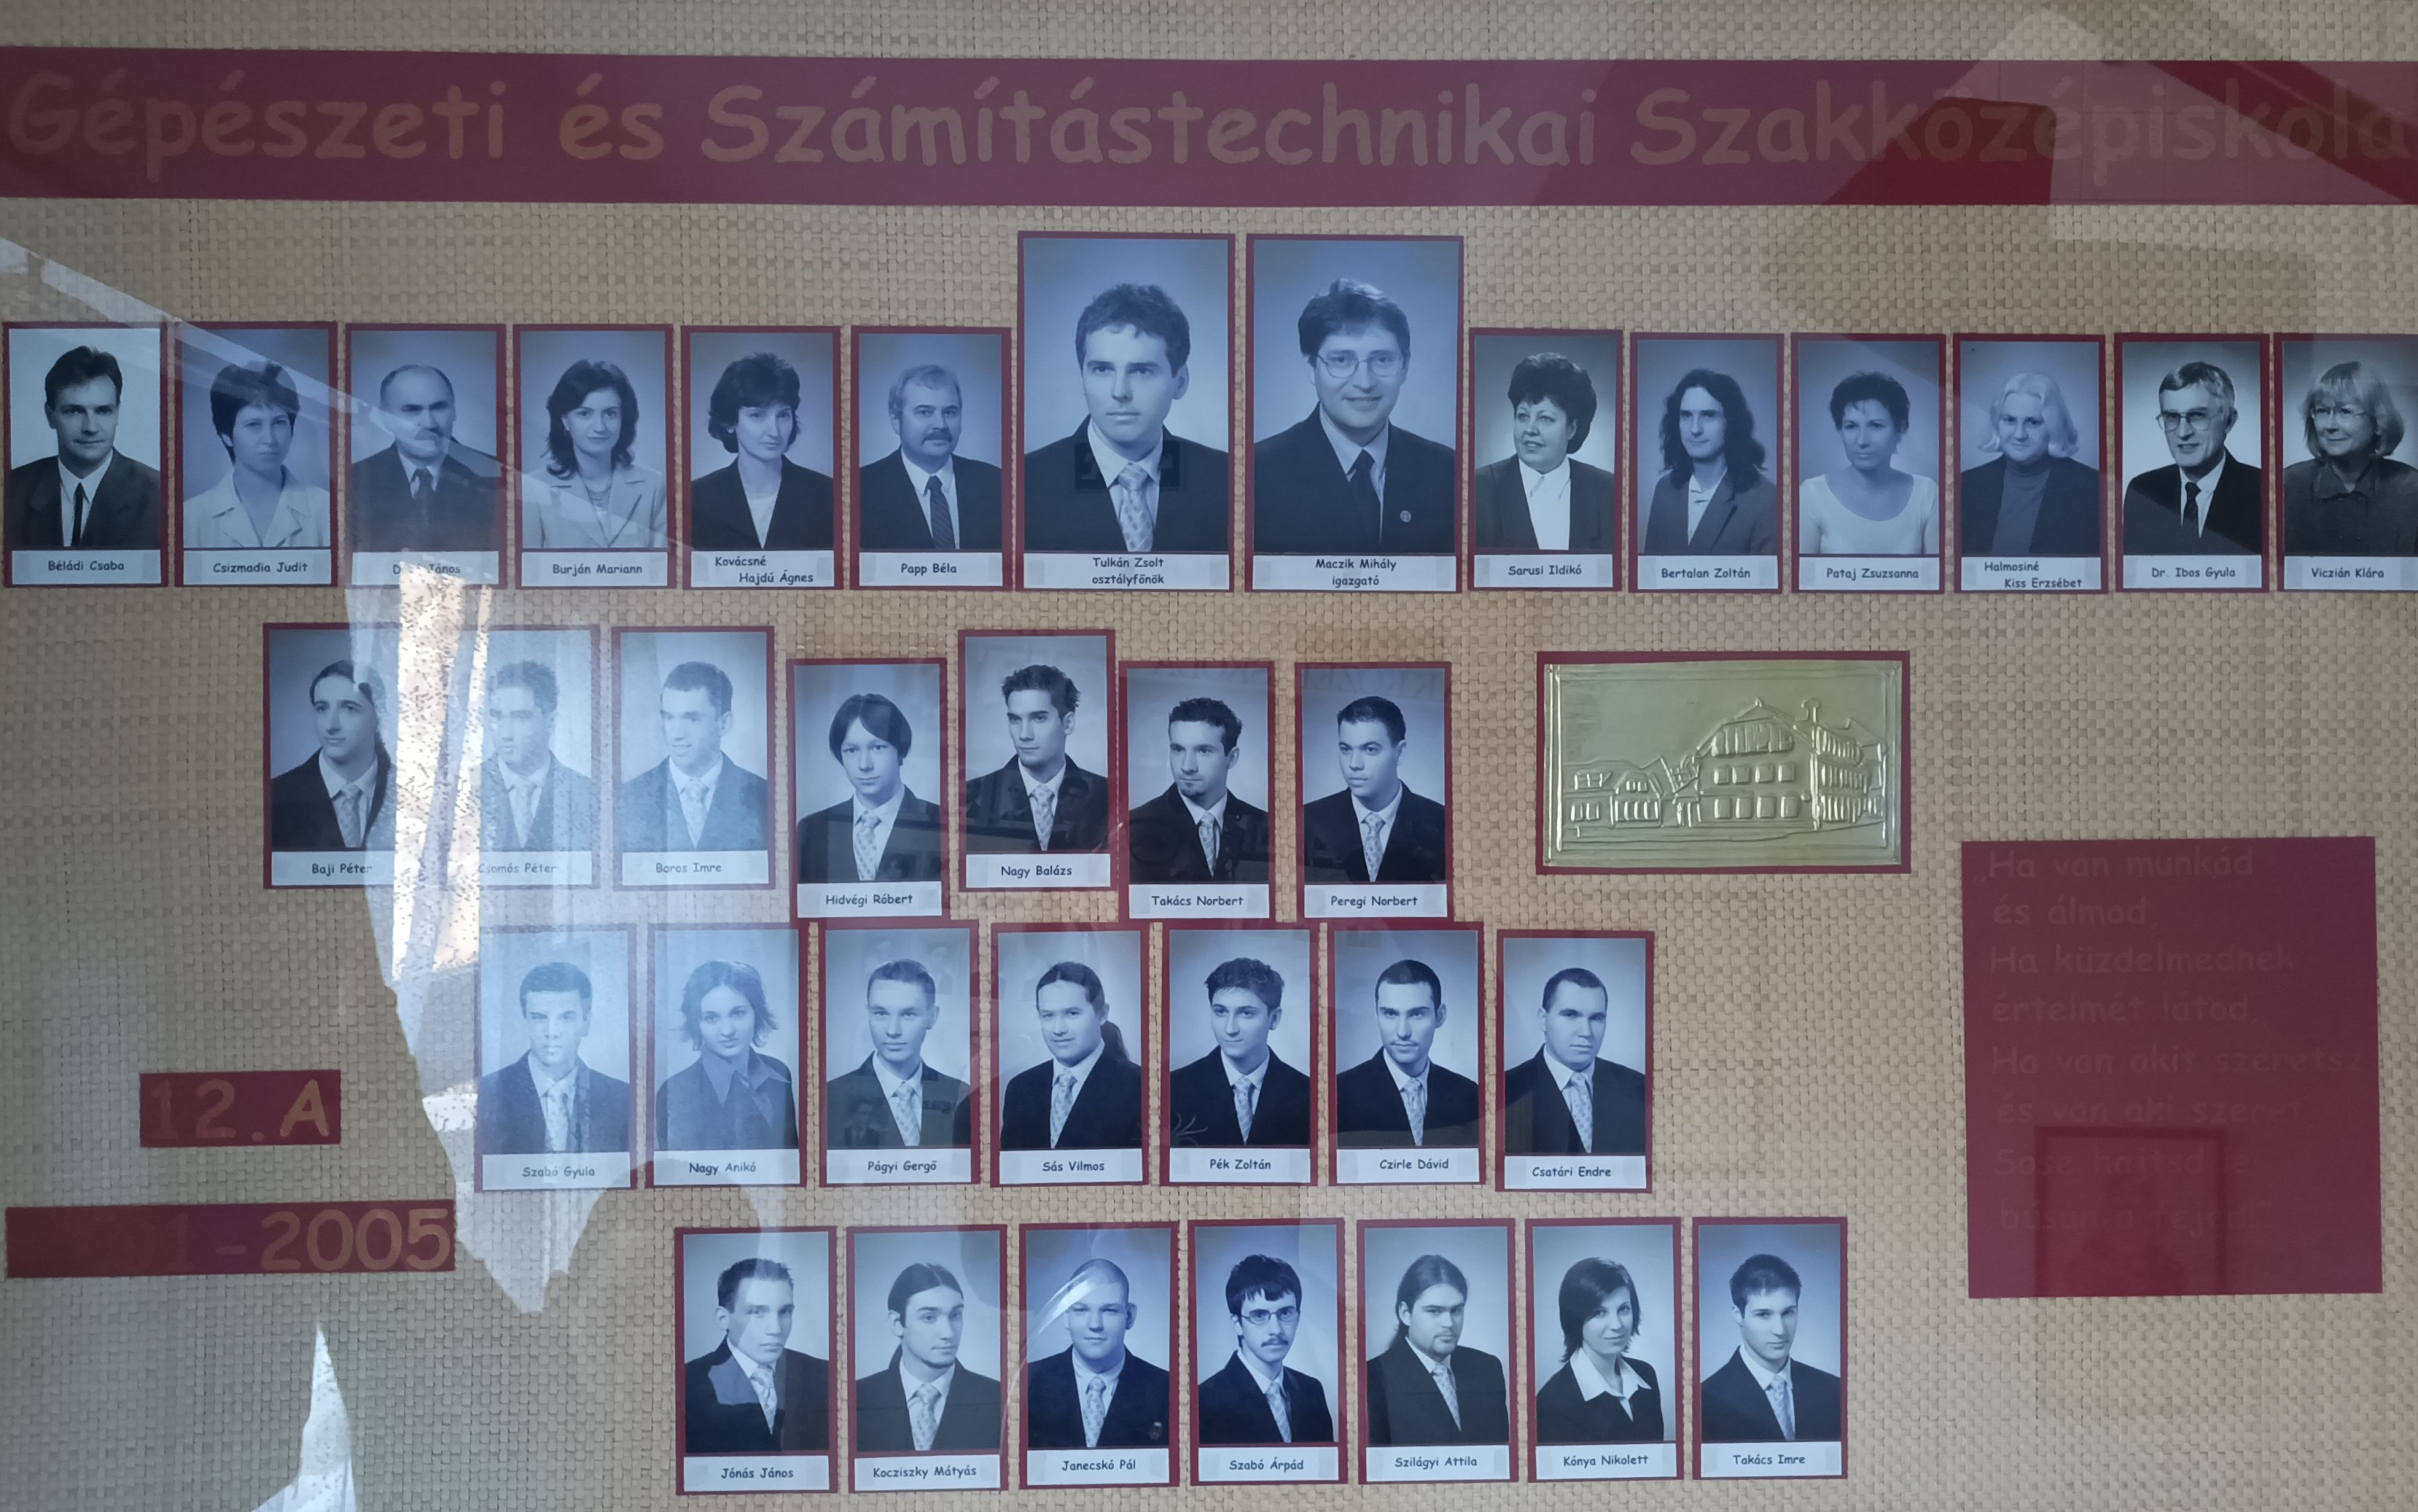 Gépészeti és Számítástechnikai Szakközépiskola
Béládi Csaba
Csizmadia Judit
János
Burján Mariann
Kovácsné
Hajdú Ágnes
Papp Béla
Tulkán Zsolt
osztályfőnök
Maczik Mihály
igazgató
Sarusi Ildikó
Bertalan Zoltán
Pataj Zsuzsanna
Halmosiné
Kiss Erzsébet
Dr. Ibos Gyula
Viczián Klára
Baji Péter
Csomós Péter
Boros Imre
Hidvégi Róbert
Nagy Balázs
Takács Norbert
Peregi Norbert
„Ha van munkád
és álmod,
Ha küzdelmednek
értelmét látod,
Ha van akit szeretsz
és van aki szeret
Szabó Gyula
Nagy Anikó
Págyi Gergő
Sás Vilmos
Pék Zoltán
Czirle Dávid
Csatári Endre
12.A
-2005
Jónás János
Kocziszky Mátyás
Janecskó Pál
Szabó Árpád
Szilágyi Attila
Kónya Nikolett
Takács Imre